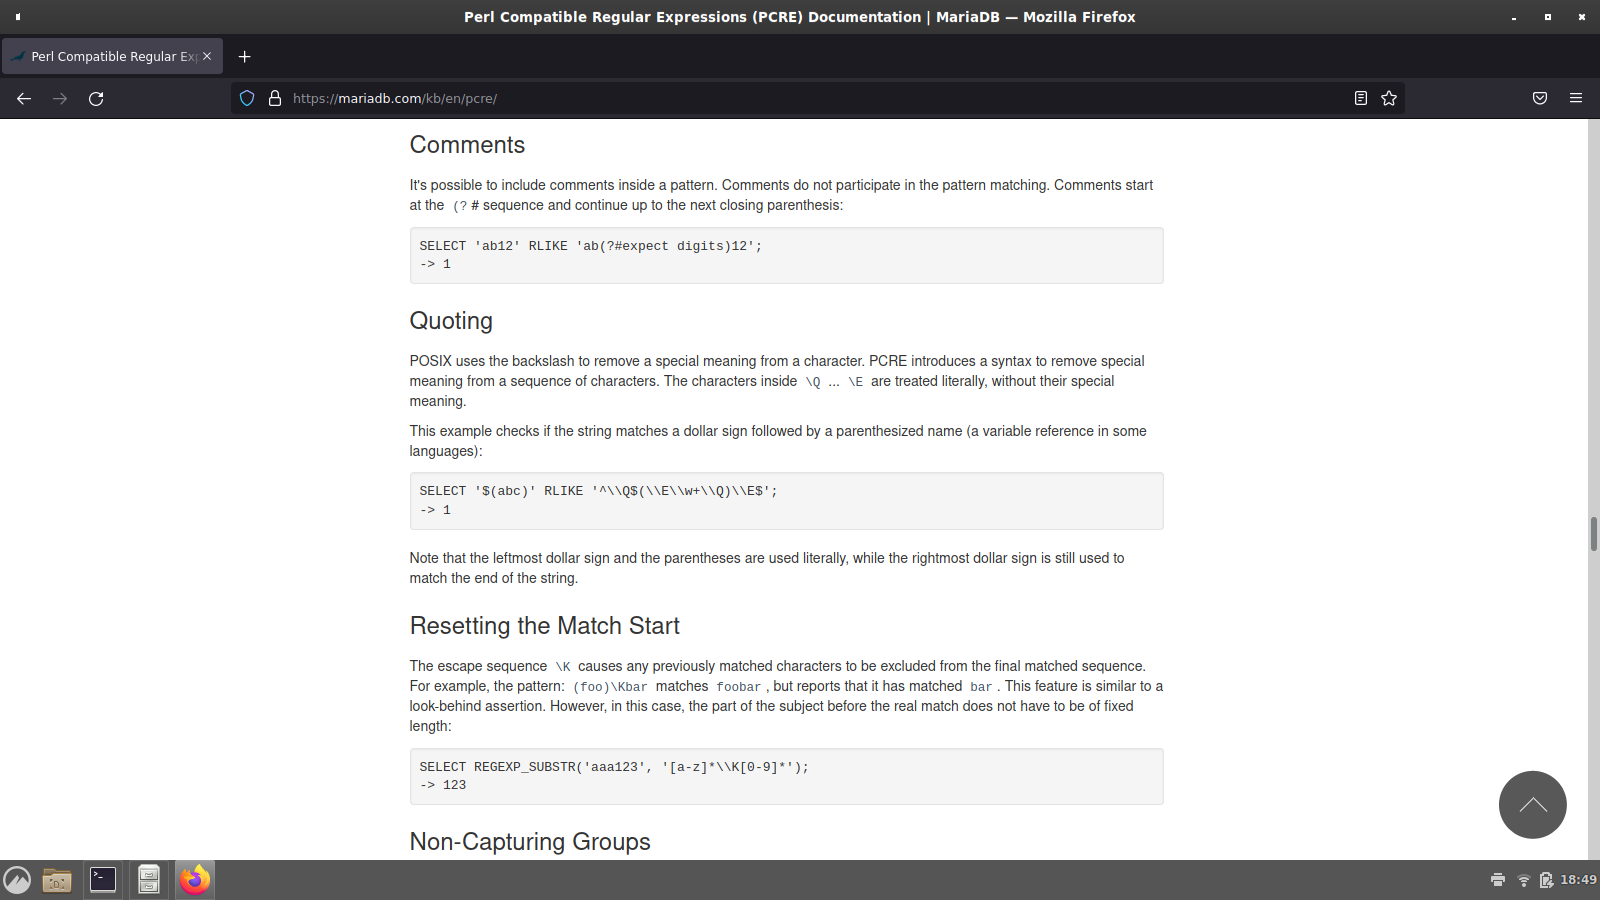 Perl Compatible Regular Expressions (PCRE) Documentation | MariaDB — Mozilla Firefox
Perl Compatible Regular Exp
https://mariadb.com/kb/en/pcre/
Comments
It's possible to include comments inside a pattern. Comments do not participate in the pattern matching. Comments start
at the (? # sequence and continue up to the next closing parenthesis:
SELECT 'ab12' RLIKE 'ab(?#expect digits)12';
-> 1
Quoting
POSIX uses the backslash to remove a special meaning from a character. PCRE introduces a syntax to remove special
meaning from a sequence of characters. The characters inside \Q ... \E are treated literally, without their special
meaning.
This example checks if the string matches a dollar sign followed by a parenthesized name (a variable reference in some
languages):
SELECT '$(abc)' RLIKE '^\\Q$(\\E\\w+\\Q)\\E$';
-> 1
Note that the leftmost dollar sign and the parentheses are used literally, while the rightmost dollar sign is still used to
match the end of the string.
Resetting the Match Start
The escape sequence \K causes any previously matched characters to be excluded from the final matched sequence.
For example, the pattern: (foo)\Kbar matches foobar , but reports that it has matched bar . This feature is similar to a
look-behind assertion. However, in this case, the part of the subject before the real match does not have to be of fixed
length:
SELECT REGEXP_SUBSTR('aaa123', '[a-z]*\\K[0-9]*');
-> 123
Non-Capturing Groups
18:49